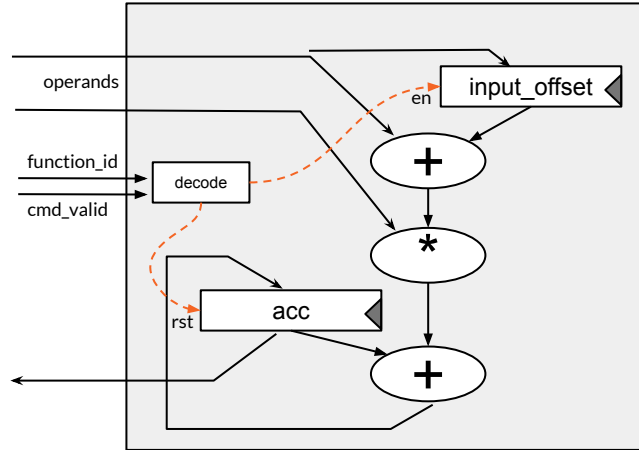 operands
input_offset
en
+
function_id
decode
cmd_valid
*
acc
rst
+